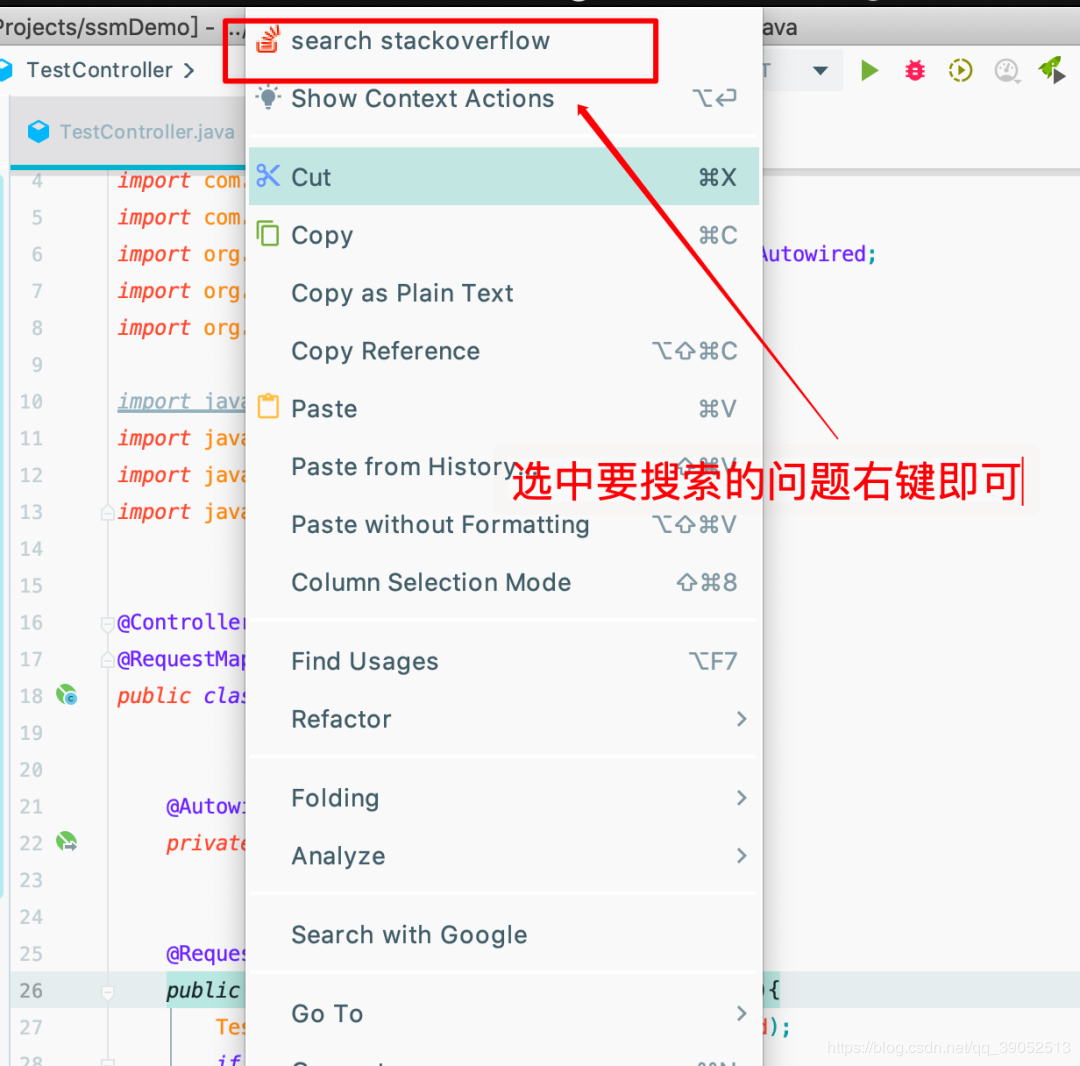 Projects/ssmDemo] - ../
ava
search stackoverflow
TestController >
T
Show Context Actions ⌥↩
TestController.java
Cut ⌘X
4 import com.
5 import com.
Copy ⌘C
6 import org. Autowired;
7 import org.
Copy as Plain Text
8 import org.
9
Copy Reference ⌥⇧⌘C
10 import java
Paste ⌘V
11 import java
12 import java
Paste from History... ⇧⌘V
选中要搜索的问题右键即可
13 import java
Paste without Formatting ⌥⇧⌘V
14
15
Column Selection Mode ⇧⌘8
16 @Controller
17 @RequestMap
Find Usages ⌥F7
18 public clas
19
Refactor >
20
21 @Autowi
Folding >
22 private
Analyze >
23
24
Search with Google
25 @Reques
26 public ){
Go To >
27 Tes d);
28 if
https://blog.csdn.net/qq_39052513